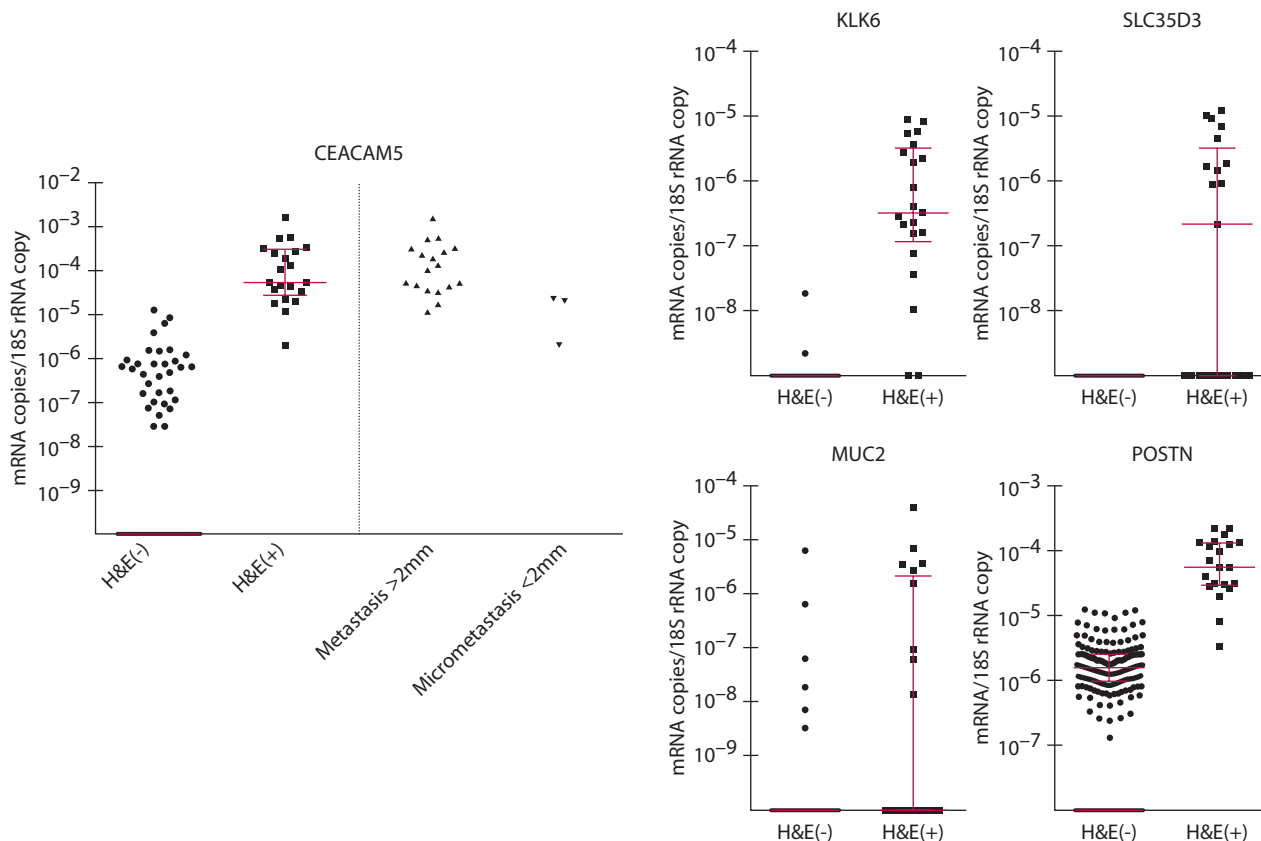 CEACAM5
mRNA copies/18S rRNA copy
10⁻²
10⁻³
10⁻⁴
10⁻⁵
10⁻⁶
10⁻⁷
10⁻⁸
10⁻⁹
H&E(-)
H&E(+)
Metastasis >2mm
Micrometastasis <2mm
KLK6
mRNA copies/18S rRNA copy
10⁻⁴
10⁻⁵
10⁻⁶
10⁻⁷
10⁻⁸
H&E(-)
H&E(+)
SLC35D3
mRNA copies/18S rRNA copy
10⁻⁴
10⁻⁵
10⁻⁶
10⁻⁷
10⁻⁸
H&E(-)
H&E(+)
MUC2
mRNA copies/18S rRNA copy
10⁻⁴
10⁻⁵
10⁻⁶
10⁻⁷
10⁻⁸
10⁻⁹
H&E(-)
H&E(+)
POSTN
mRNA/18S rRNA copy
10⁻³
10⁻⁴
10⁻⁵
10⁻⁶
10⁻⁷
H&E(-)
H&E(+)